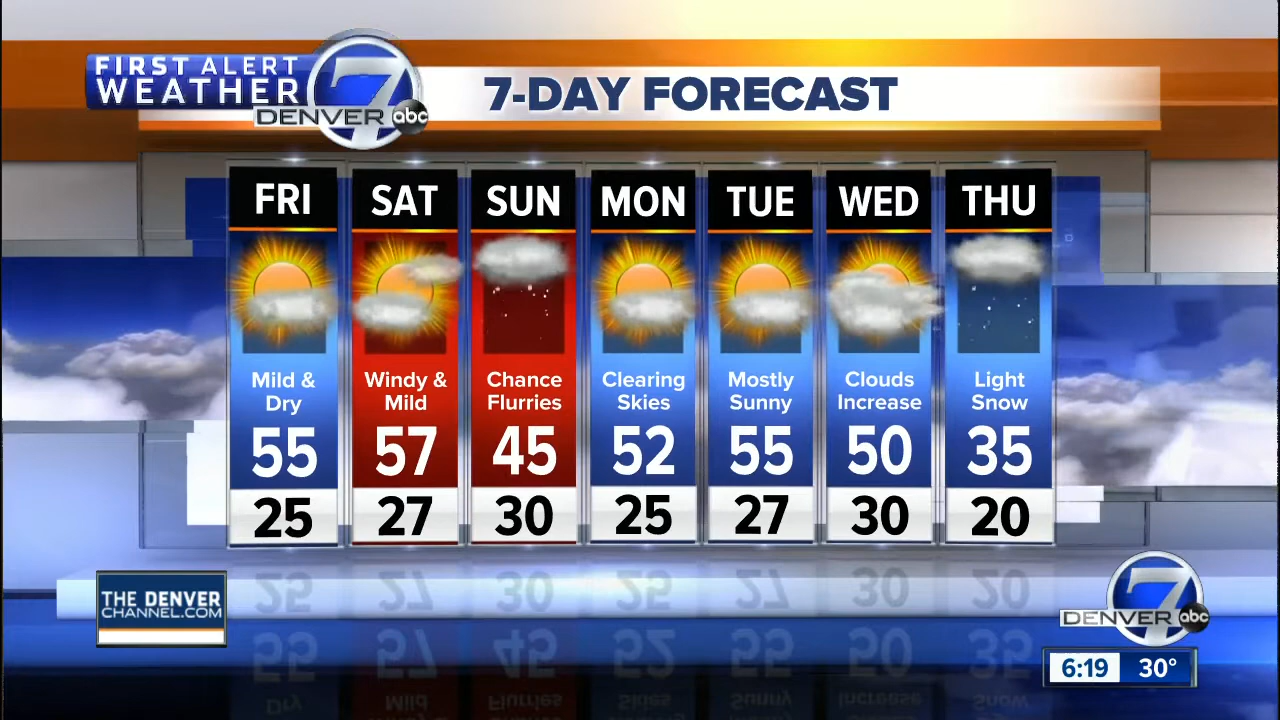 FIRST ALERT
WEATHER
7
DENVER abc
7-DAY FORECAST
FRI SAT SUN MON TUE WED THU
Mild & Windy & Chance Clearing Mostly Clouds Light
Dry Mild Flurries Skies Sunny Increase Snow
55 57 45 52 55 50 35
25 27 30 25 27 30 20
THE DENVER
CHANNEL.COM
7
DENVER abc
6:19 30°